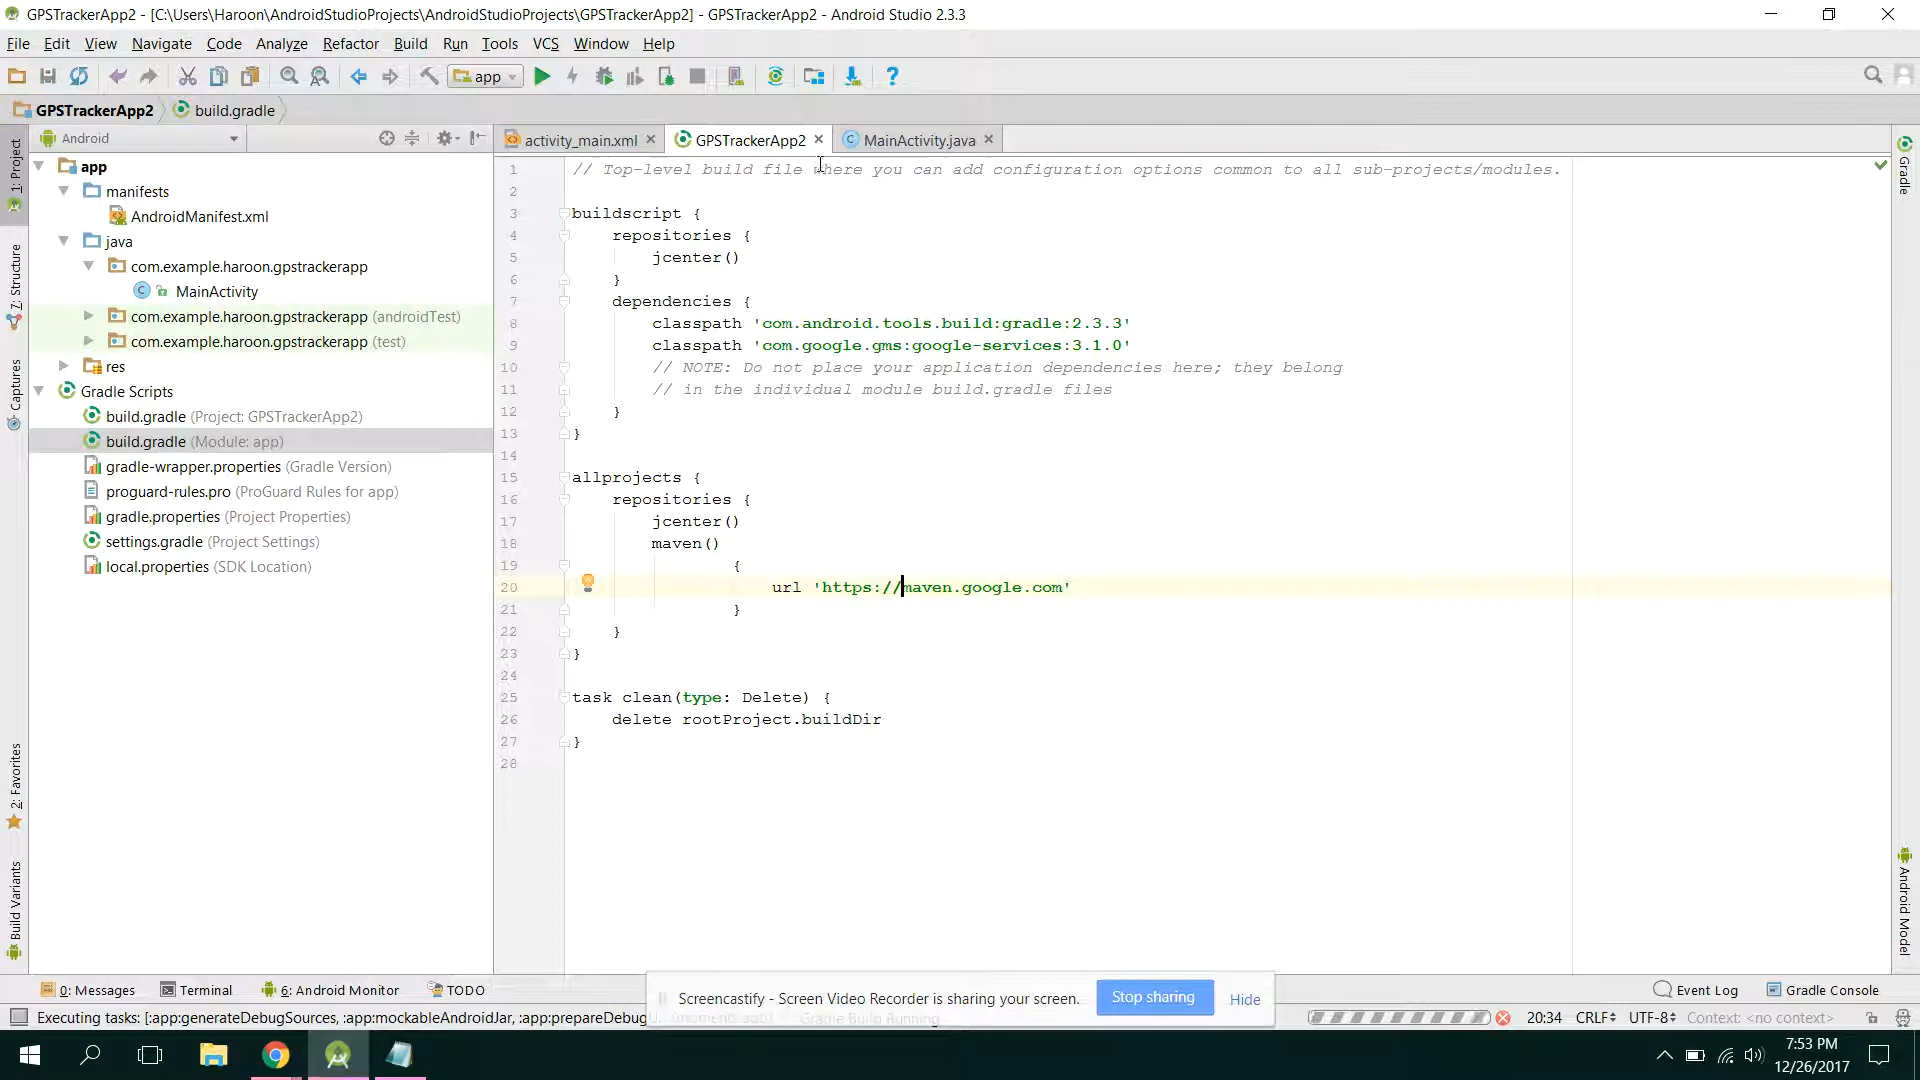 GPSTrackerApp2 - [C:\Users\Haroon\AndroidStudioProjects\AndroidStudioProjects\GPSTrackerApp2] - GPSTrackerApp2 - Android Studio 2.3.3
File Edit View Navigate Code Analyze Refactor Build Run Tools VCS Window Help
app
GPSTrackerApp2 build.gradle
Android
activity_main.xml GPSTrackerApp2 MainActivity.java
1: Project
7: Structure
Captures
2: Favorites
Build Variants
app
manifests
AndroidManifest.xml
java
com.example.haroon.gpstrackerapp
MainActivity
com.example.haroon.gpstrackerapp (androidTest)
com.example.haroon.gpstrackerapp (test)
res
Gradle Scripts
build.gradle (Project: GPSTrackerApp2)
build.gradle (Module: app)
gradle-wrapper.properties (Gradle Version)
proguard-rules.pro (ProGuard Rules for app)
gradle.properties (Project Properties)
settings.gradle (Project Settings)
local.properties (SDK Location)
1 // Top-level build file where you can add configuration options common to all sub-projects/modules.
2
3 buildscript {
4 repositories {
5 jcenter()
6 }
7 dependencies {
8 classpath 'com.android.tools.build:gradle:2.3.3'
9 classpath 'com.google.gms:google-services:3.1.0'
10 // NOTE: Do not place your application dependencies here; they belong
11 // in the individual module build.gradle files
12 }
13 }
14
15 allprojects {
16 repositories {
17 jcenter()
18 maven()
19 {
20 url 'https://maven.google.com'
21 }
22 }
23 }
24
25 task clean(type: Delete) {
26 delete rootProject.buildDir
27 }
28
Gradle
Android Model
0: Messages Terminal 6: Android Monitor TODO
Event Log Gradle Console
Screencastify - Screen Video Recorder is sharing your screen. Stop sharing Hide
Executing tasks: [:app:generateDebugSources, :app:mockableAndroidJar, :app:prepareDebugU (moments ago) Gradle Build Running
20:34 CRLF UTF-8 Context: <no context>
7:53 PM
12/26/2017